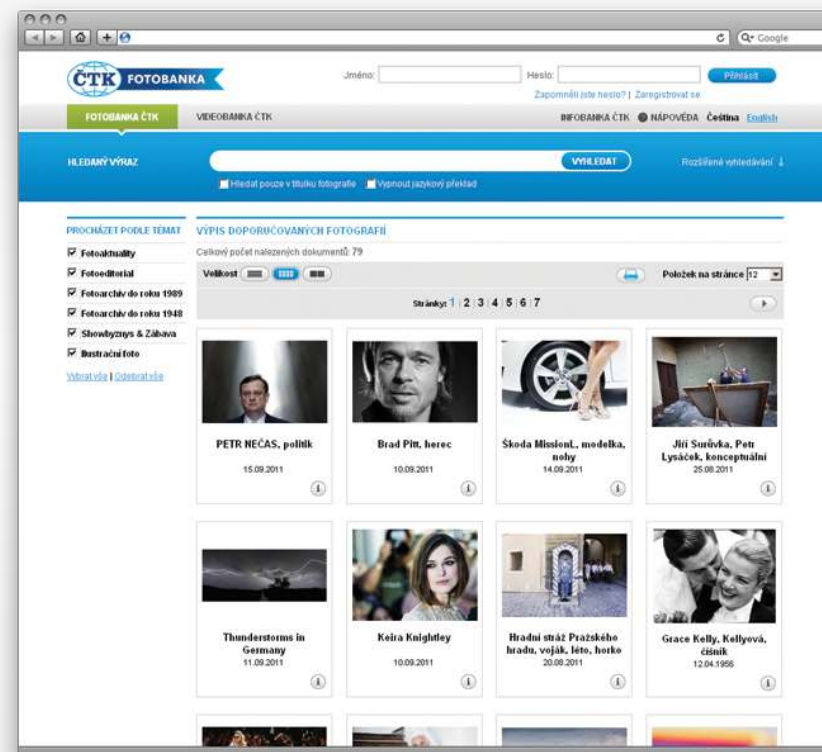 Google
ČTK FOTOBANKA
Jméno:
Heslo:
Přihlásit
Zapomněli jste heslo? | Zaregistrovat se
FOTOBANKA ČTK
VIDEOBANKA ČTK
INFOBANKA ČTK
NÁPOVĚDA
Čeština
English
HLEDANÝ VÝRAZ
VYHLEDAT
Rozšířené vyhledávání ↓
Hledat pouze v titulku fotografie
Vypnout jazykový překlad
PROCHÁZET PODLE TÉMAT
Fotoaktuality
Fotoeditorial
Fotoarchiv do roku 1989
Fotoarchiv do roku 1948
Showbyznys & Zábava
Ilustrační foto
Vybrat vše | Odebrat vše
VÝPIS DOPORUČOVANÝCH FOTOGRAFIÍ
Celkový počet nalezených dokumentů: 79
Velikost
Položek na stránce 12
Stránky: 1 | 2 | 3 | 4 | 5 | 6 | 7
PETR NEČAS, politik
15.09.2011
Brad Pitt, herec
10.09.2011
Škoda MissionL, modelka,
nohy
14.09.2011
Jiří Surůvka, Petr
Lysáček, konceptuální
25.08.2011
Thunderstorms in
Germany
11.09.2011
Keira Knightley
10.09.2011
Hradní stráž Pražského
hradu, voják, léto, horko
20.08.2011
Grace Kelly, Kellyová,
číšník
12.04.1956